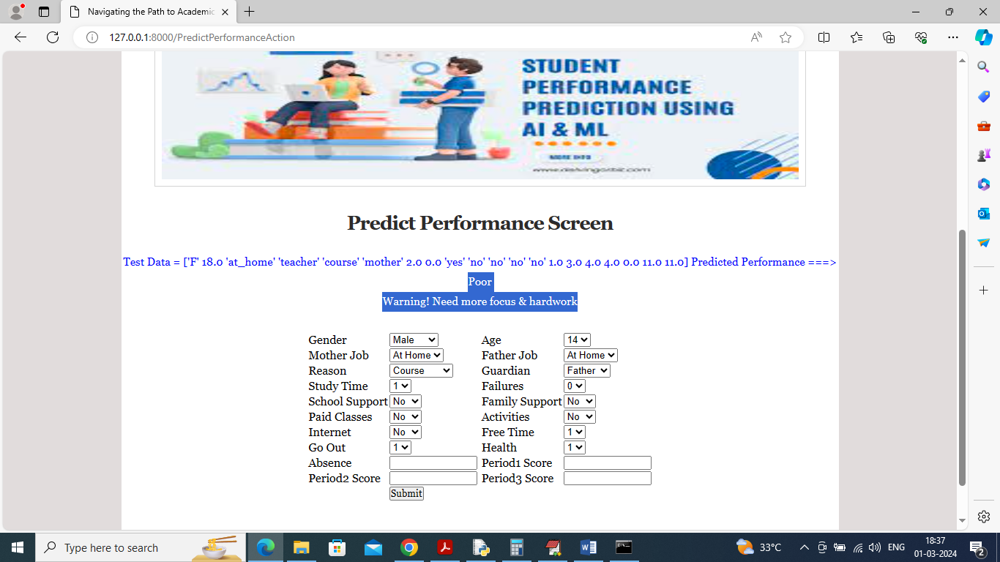 Navigating the Path to Academic
127.0.0.1:8000/PredictPerformanceAction
STUDENT
PERFORMANCE
PREDICTION USING
AI & ML
MORE INFO
Predict Performance Screen
Test Data = ['F' 18.0 'at_home' 'teacher' 'course' 'mother' 2.0 0.0 'yes' 'no' 'no' 'no' 'no' 1.0 3.0 4.0 4.0 0.0 11.0 11.0] Predicted Performance ===>
Poor
Warning! Need more focus & hardwork
Gender Male Age 14
Mother Job At Home Father Job At Home
Reason Course Guardian Father
Study Time 1 Failures 0
School Support No Family Support No
Paid Classes No Activities No
Internet No Free Time 1
Go Out 1 Health 1
Absence Period1 Score
Period2 Score Period3 Score
Submit
Type here to search
33°C
ENG
18:37
01-03-2024
2